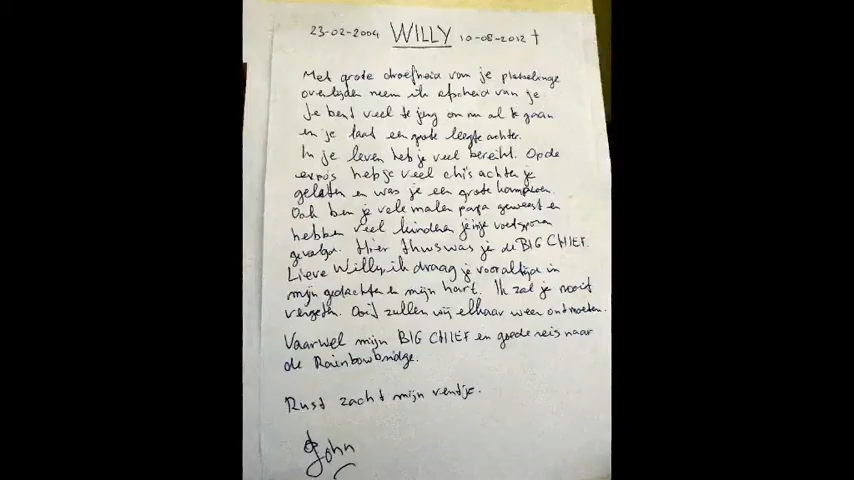 23-02-2004 WILLY 10-08-2012 †
Met grote droefheid van je plotselinge
overlijden neem ik afscheid van je
Je bent veel te jong om nu al te gaan
en je laat een grote leegte achter.
In je leven heb je veel bereikt. Op de
expo's heb je veel chi's achter je
gelaten en was je een grote kampioen.
Ook ben je vele malen papa geweest en
hebben veel kinderen je voetsporen
gevolgd. Hier thuis was je de BIG CHIEF.
Lieve Willy, ik draag je voor altijd in
mijn gedachten en mijn hart. Ik zal je nooit
vergeten. Ooit zullen wij elkaar weer ontmoeten.
Vaarwel mijn BIG CHIEF en goede reis naar
de Rainbowbridge.
Rust zacht mijn ventje.
John